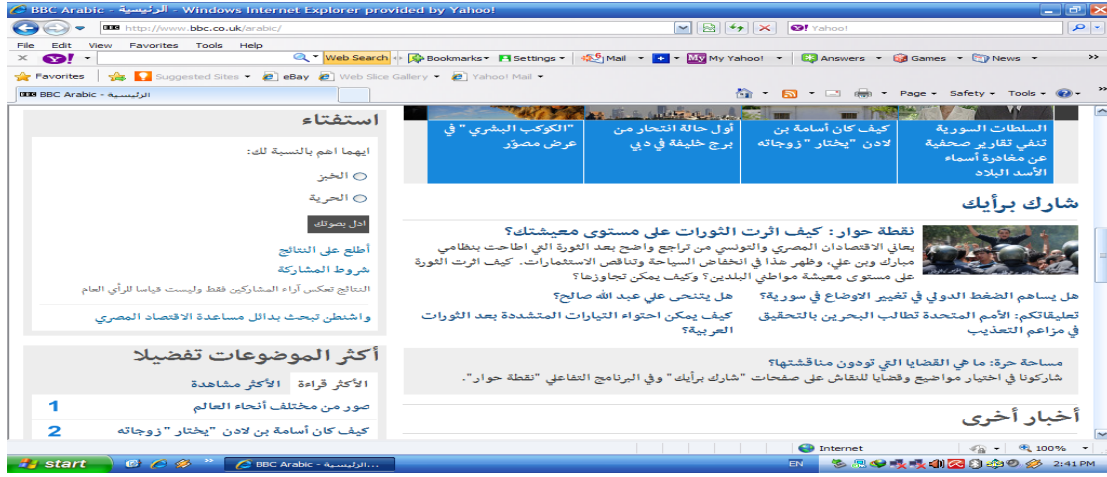 BBC Arabic - الرئيسية - Windows Internet Explorer provided by Yahoo!
http://www.bbc.co.uk/arabic/
Yahoo!
File Edit View Favorites Tools Help
Web Search Bookmarks Settings Mail My My Yahoo! Answers Games News
Favorites Suggested Sites eBay Web Slice Gallery Yahoo! Mail
BBC Arabic - الرئيسية
Page Safety Tools
السلطات السورية
تنفي تقارير صحفية
عن مغادرة أسماء
الأسد البلاد
كيف كان أسامة بن
لادن "يختار "زوجاته
أول حالة انتحار من
برج خليفة في دبي
"الكوكب البشري" في
عرض مصوّر
شارك برأيك
نقطة حوار: كيف اثرت الثورات على مستوى معيشتك؟
يعاني الاقتصادان المصري والتونسي من تراجع واضح بعد الثورة التي اطاحت بنظامي
مبارك وبن علي، وظهر هذا في انخفاض السياحة وتناقص الاستثمارات. كيف اثرت الثورة
على مستوى معيشة مواطني البلدين؟ وكيف يمكن تجاوزها؟
هل يساهم الضغط الدولي في تغيير الاوضاع في سورية؟
هل يتنحى علي عبد الله صالح؟
تعليقاتكم: الأمم المتحدة تطالب البحرين بالتحقيق
في مزاعم التعذيب
كيف يمكن احتواء التيارات المتشددة بعد الثورات
العربية؟
مساحة حرة: ما هي القضايا التي تودون مناقشتها؟
شاركونا في اختيار مواضيع وقضايا للنقاش على صفحات "شارك برأيك" وفي البرنامج التفاعلي "نقطة حوار".
أخبار أخرى
استفتاء
ايهما اهم بالنسبة لك:
الخبز
الحرية
ادل بصوتك
أطلع على النتائج
شروط المشاركة
النتائج تعكس آراء المشاركين فقط وليست قياسا للرأي العام
واشنطن تبحث بدائل مساعدة الاقتصاد المصري
أكثر الموضوعات تفضيلا
الأكثر قراءة الأكثر مشاهدة
1 صور من مختلف أنحاء العالم
2 كيف كان أسامة بن لادن "يختار "زوجاته
Internet 100%
start BBC Arabic - الرئيسية... EN 2:41 PM